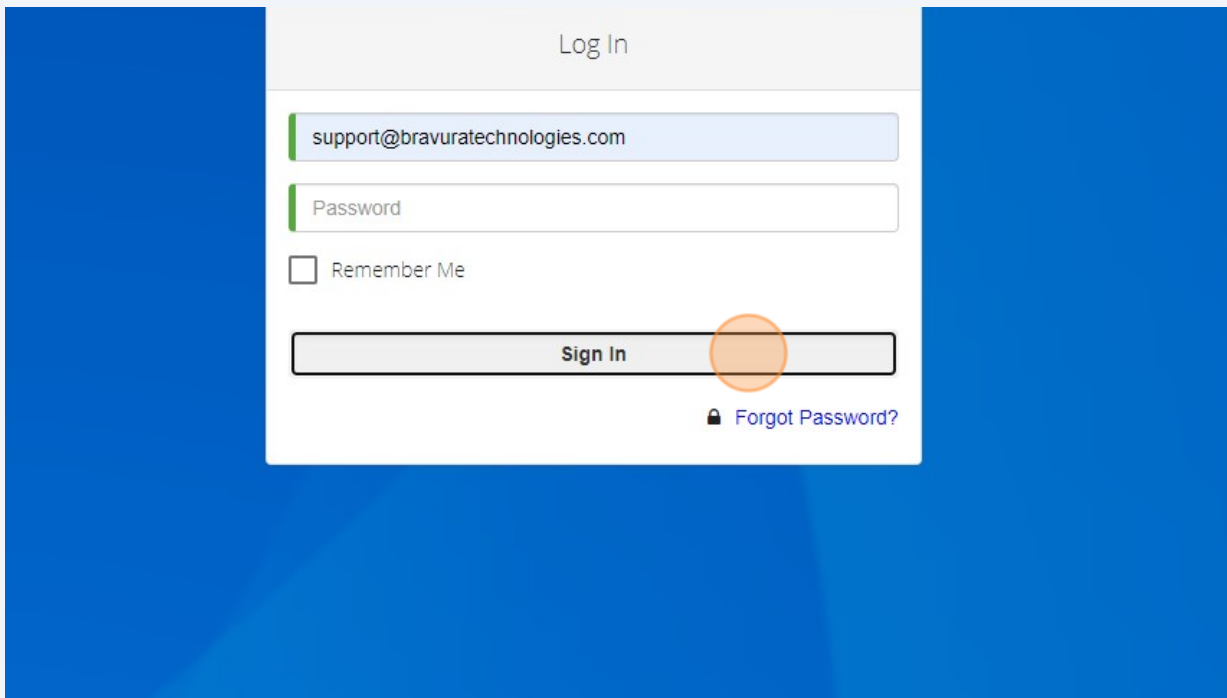 Log In
support@bravuratechnologies.com
Password
Remember Me
Sign In
Forgot Password?